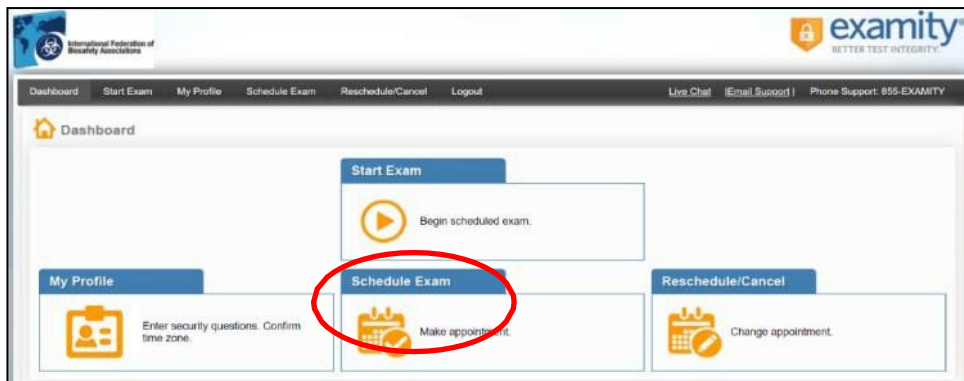 International Federation of
Biosafety Associations
examity
BETTER TEST INTEGRITY.
Dashboard Start Exam My Profile Schedule Exam Reschedule/Cancel Logout Live Chat |Email Support| Phone Support: 855-EXAMITY
Dashboard
Start Exam
Begin scheduled exam.
My Profile
Enter security questions. Confirm
time zone.
Schedule Exam
Make appointment.
Reschedule/Cancel
Change appointment.